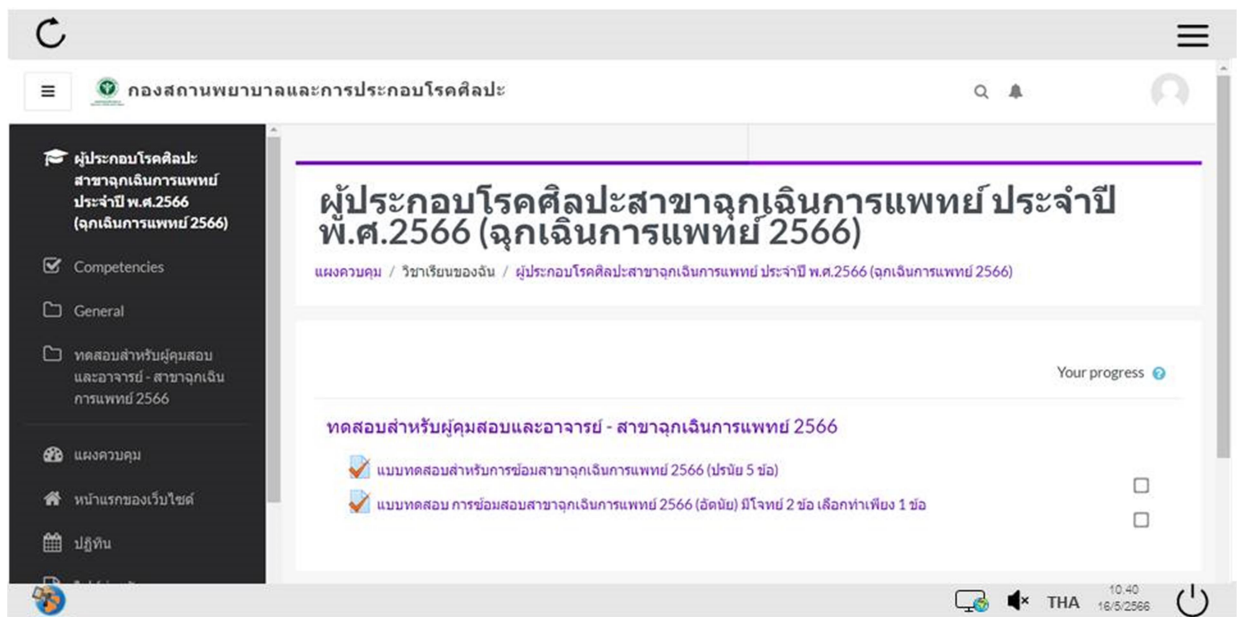 กองสถานพยาบาลและการประกอบโรคศิลปะ
ผู้ประกอบโรคศิลปะ
สาขาฉุกเฉินการแพทย์
ประจำปี พ.ศ.2566
(ฉุกเฉินการแพทย์ 2566)
Competencies
General
ทดสอบสำหรับผู้คุมสอบ
และอาจารย์ - สาขาฉุกเฉิน
การแพทย์ 2566
แผงควบคุม
หน้าแรกของเว็บไซต์
ปฏิทิน
ผู้ประกอบโรคศิลปะสาขาฉุกเฉินการแพทย์ ประจำปี
พ.ศ.2566 (ฉุกเฉินการแพทย์ 2566)
แผงควบคุม / วิชาเรียนของฉัน / ผู้ประกอบโรคศิลปะสาขาฉุกเฉินการแพทย์ ประจำปี พ.ศ.2566 (ฉุกเฉินการแพทย์ 2566)
Your progress
ทดสอบสำหรับผู้คุมสอบและอาจารย์ - สาขาฉุกเฉินการแพทย์ 2566
แบบทดสอบสำหรับการซ้อมสาขาฉุกเฉินการแพทย์ 2566 (ปรนัย 5 ข้อ)
แบบทดสอบ การซ้อมสอบสาขาฉุกเฉินการแพทย์ 2566 (อัตนัย) มีโจทย์ 2 ข้อ เลือกทำเพียง 1 ข้อ
THA
10.40
16/5/2566